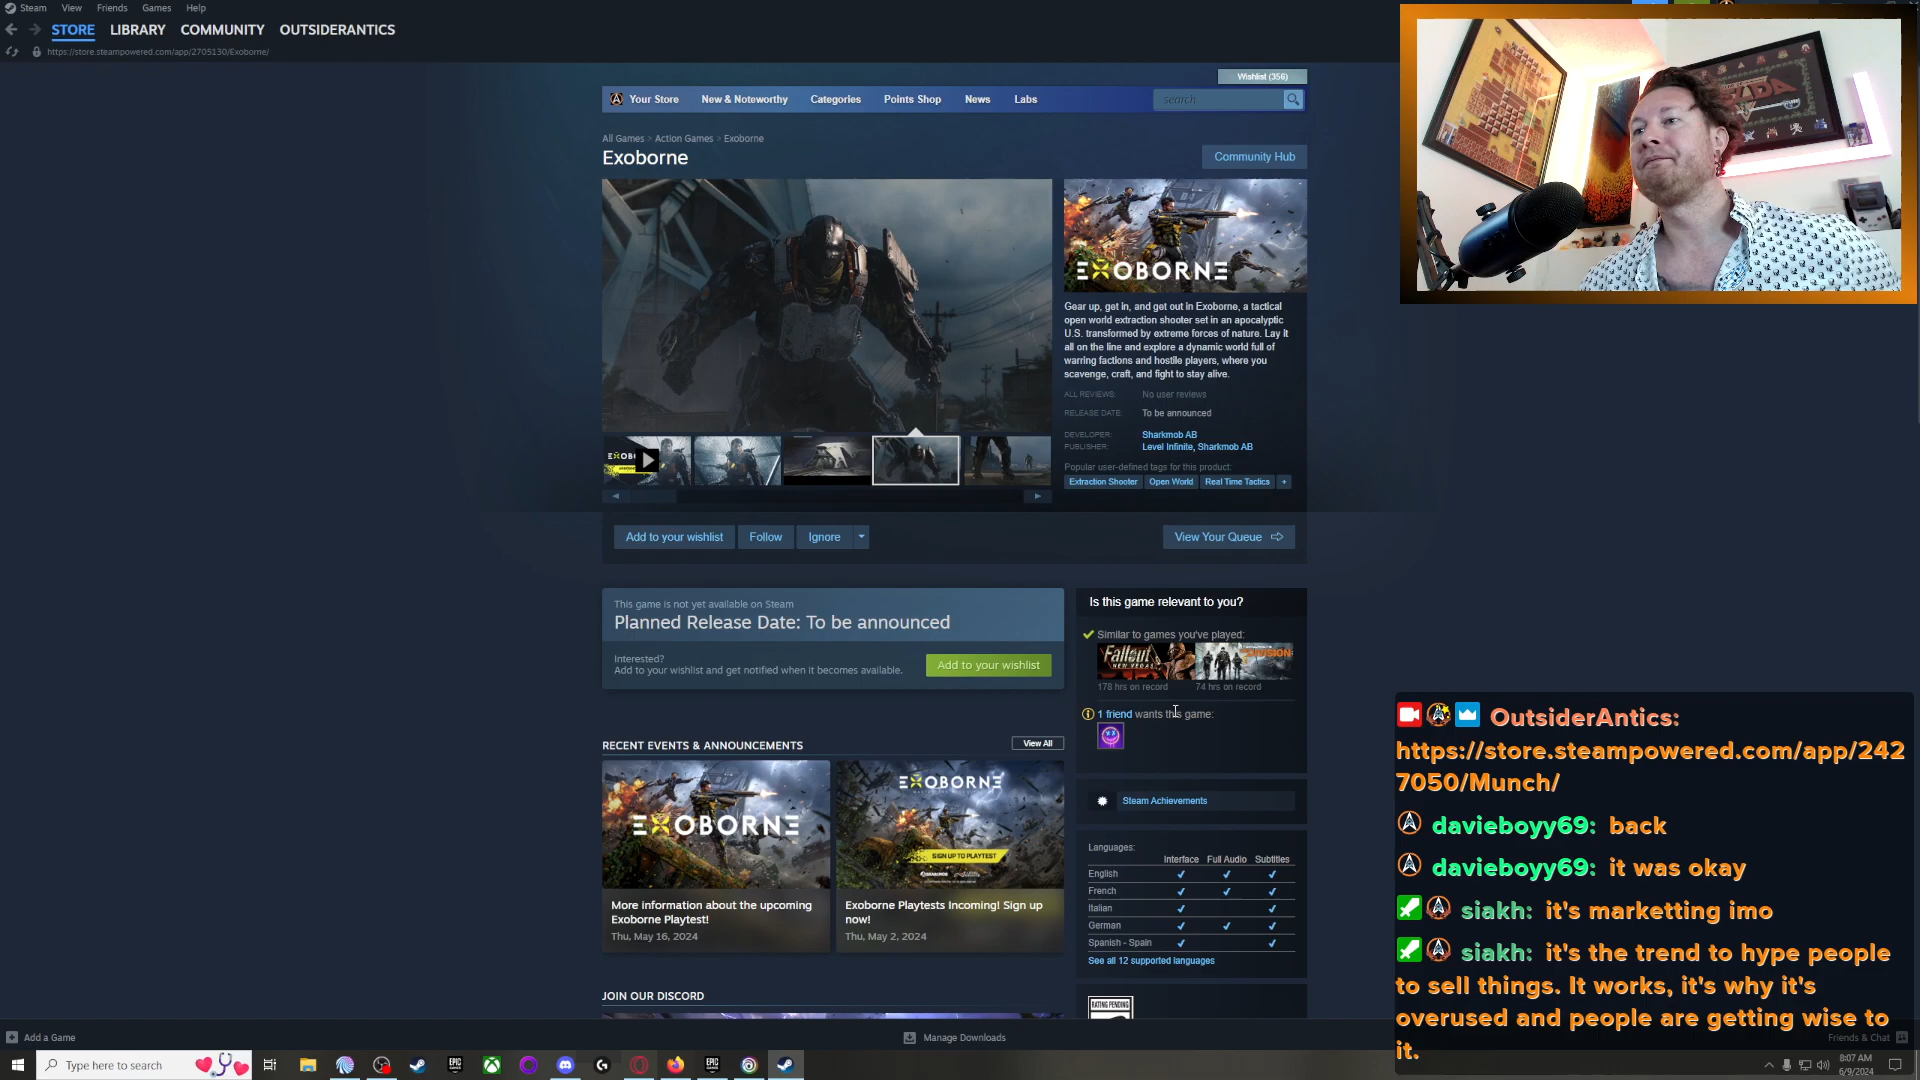 Steam View Friends Games Help
STORE LIBRARY COMMUNITY OUTSIDERANTICS
https://store.steampowered.com/app/2705130/Exoborne/
Wishlist (356)
Your Store New & Noteworthy Categories Points Shop News Labs search
All Games > Action Games > Exoborne
Exoborne
Community Hub
EXOBORNE
Gear up, get in, and get out in Exoborne, a tactical
open world extraction shooter set in an apocalyptic
U.S. transformed by extreme forces of nature. Lay it
all on the line and explore a dynamic world full of
warring factions and hostile players, where you
scavenge, craft, and fight to stay alive.
ALL REVIEWS: No user reviews
RELEASE DATE: To be announced
DEVELOPER: Sharkmob AB
PUBLISHER: Level Infinite, Sharkmob AB
Popular user-defined tags for this product:
Extraction Shooter Open World Real Time Tactics +
Add to your wishlist Follow Ignore
View Your Queue
This game is not yet available on Steam
Planned Release Date: To be announced
Interested?
Add to your wishlist and get notified when it becomes available.
Add to your wishlist
Is this game relevant to you?
Similar to games you've played:
Fallout
NEW VEGAS
DIVISION
178 hrs on record 74 hrs on record
1 friend wants this game:
RECENT EVENTS & ANNOUNCEMENTS
View All
EXOBORNE
EXOBORNE
SIGN UP TO PLAYTEST
More information about the upcoming
Exoborne Playtest!
Thu, May 16, 2024
Exoborne Playtests Incoming! Sign up
now!
Thu, May 2, 2024
Steam Achievements
Languages:
Interface Full Audio Subtitles
English
French
Italian
German
Spanish - Spain
See all 12 supported languages
RATING PENDING
JOIN OUR DISCORD
Add a Game
Manage Downloads
Friends & Chat
OutsiderAntics:
https://store.steampowered.com/app/242
7050/Munch/
davieboyy69: back
davieboyy69: it was okay
siakh: it's marketting imo
siakh: it's the trend to hype people
to sell things. It works, it's why it's
overused and people are getting wise to
it.
Type here to search
EPIC
EPIC
8:07 AM
6/9/2024